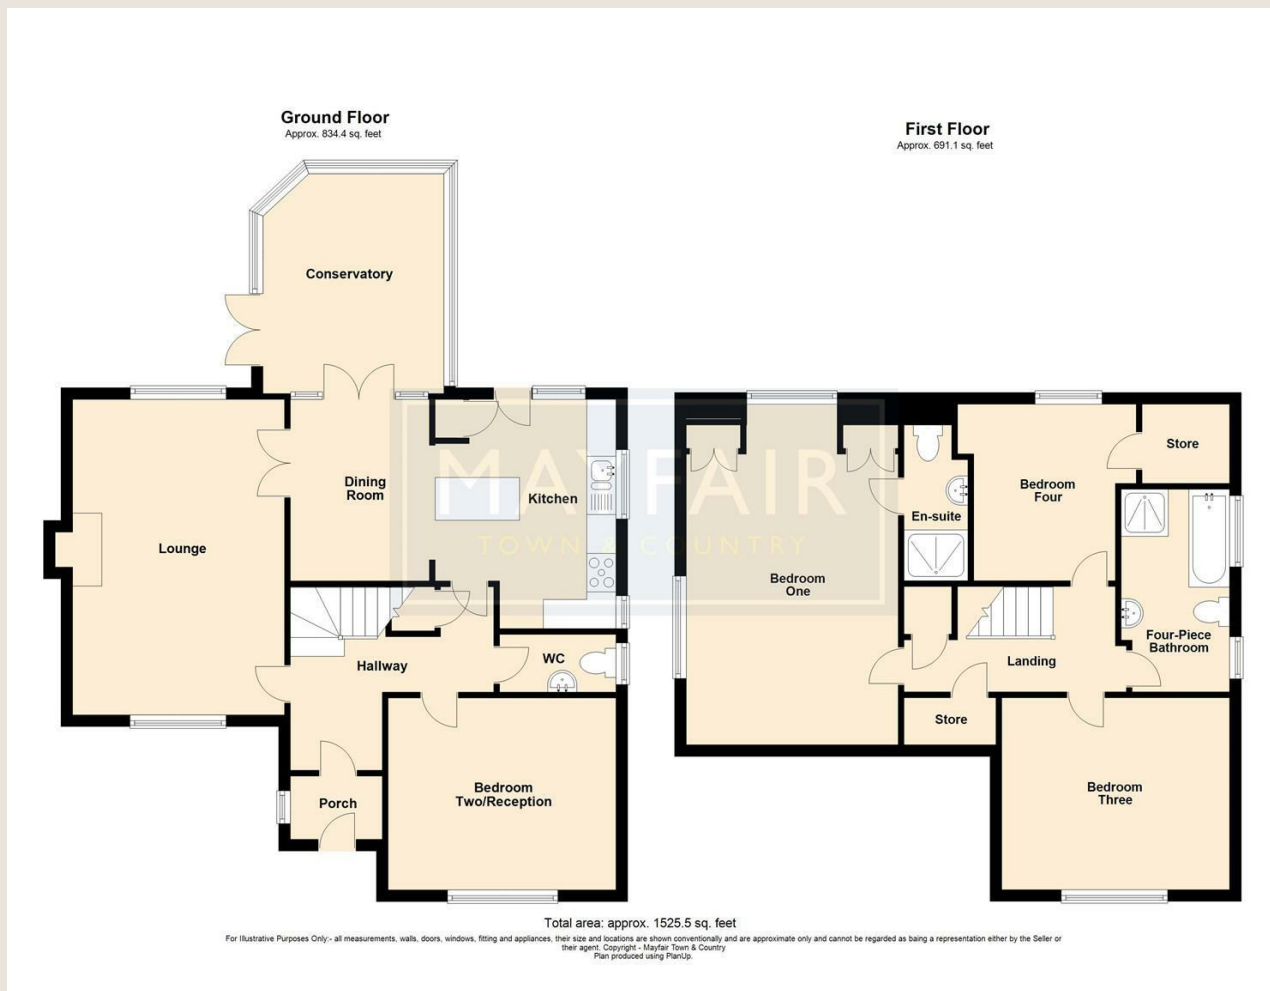 Ground Floor
Approx. 834.4 sq. feet
Conservatory
Dining
Room
Kitchen
Lounge
Hallway
WC
Bedroom
Two/Reception
Porch
First Floor
Approx. 691.1 sq. feet
Store
Bedroom
Four
En-suite
Bedroom
One
Four-Piece
Bathroom
Landing
Store
Bedroom
Three
MAYFAIR
TOWN & COUNTRY
Total area: approx. 1525.5 sq. feet
For Illustrative Purposes Only:- all measurements, walls, doors, windows, fitting and appliances, their size and locations are shown conventionally and are approximate only and cannot be regarded as baing a representation either by the Seller or
their agent. Copyright - Mayfair Town & Country
Plan produced using PlanUp.